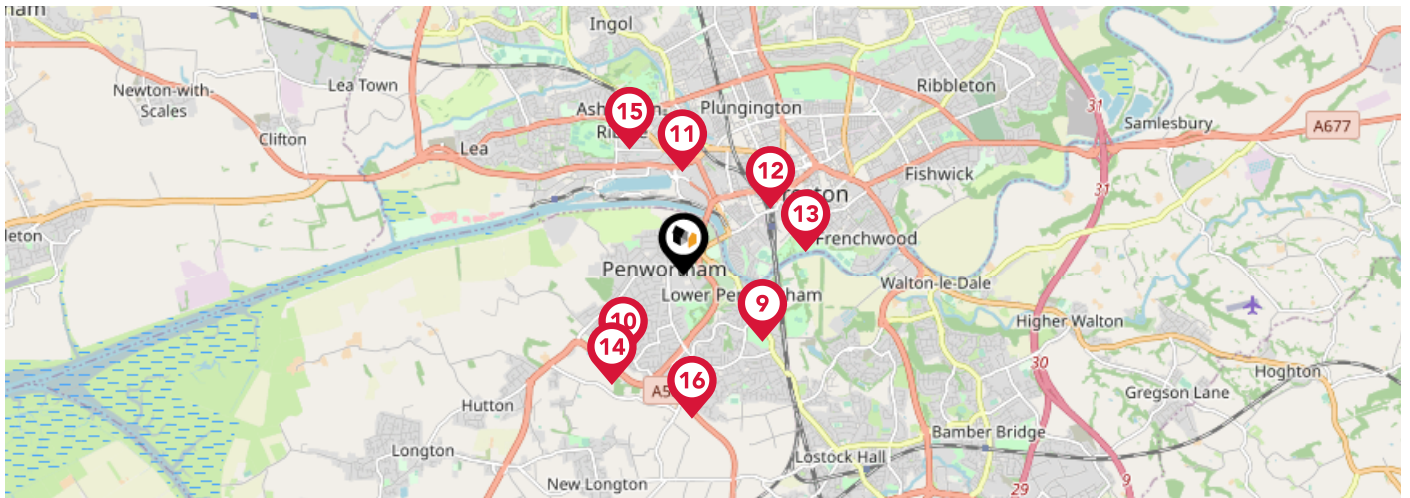 ham
Ingol
Newton-with-
Scales
Lea Town
Ribbleton
15
Plungington
31
11
Samlesbury
A677
Clifton
Lea
12
31
Fishwick
13
leton
Frenchwood
Penwortham
Walton-le-Dale
Lower Penwortham
9
10
Higher Walton
14
30
Hoghton
16
Gregson Lane
Hutton
Bamber Bridge
Longton
Lostock Hall
New Longton
29
9